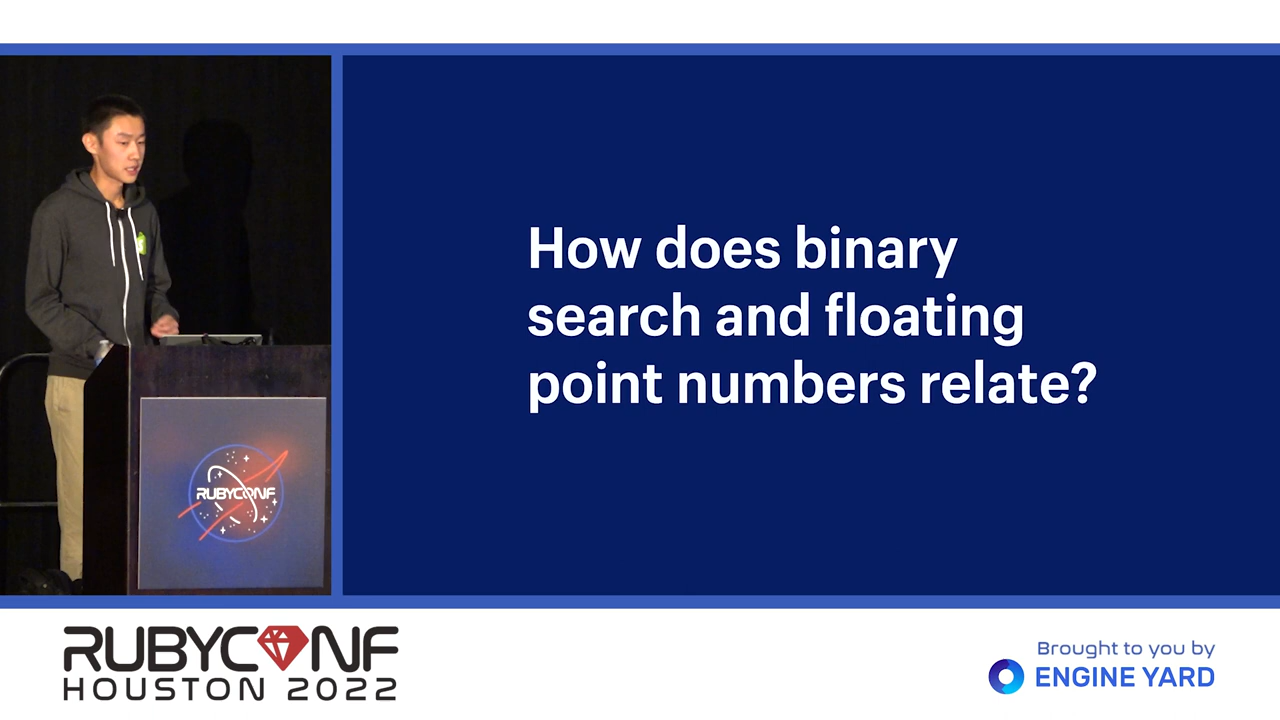 How does binary
search and floating
point numbers relate?
RUBYCONF
RUBYCONF
HOUSTON 2022
Brought to you by
ENGINE YARD